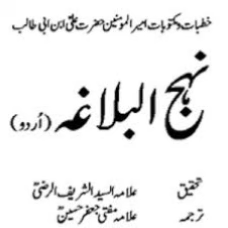 خطبات و مکتوبات امیر المومنین حضرت علی ابن ابی طالب
نہج البلاغہ (اُردو)
تحقیق علامہ السید الشریف الرضیؒ
ترجمہ علامہ مفتی جعفر حسینؒ